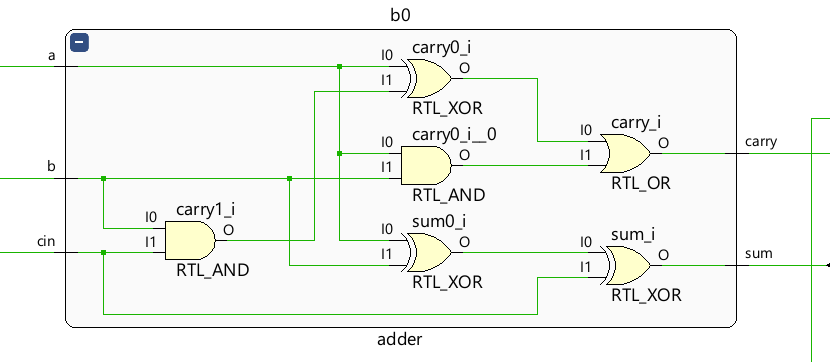 b0
a
I0
carry0_i
O
I1
RTL_XOR
carry0_i__0
I0
O
I1
RTL_AND
carry_i
I0
O
carry
I1
RTL_OR
b
carry1_i
I0
O
cin
I1
RTL_AND
sum0_i
I0
O
I1
RTL_XOR
sum_i
I0
O
sum
I1
RTL_XOR
adder